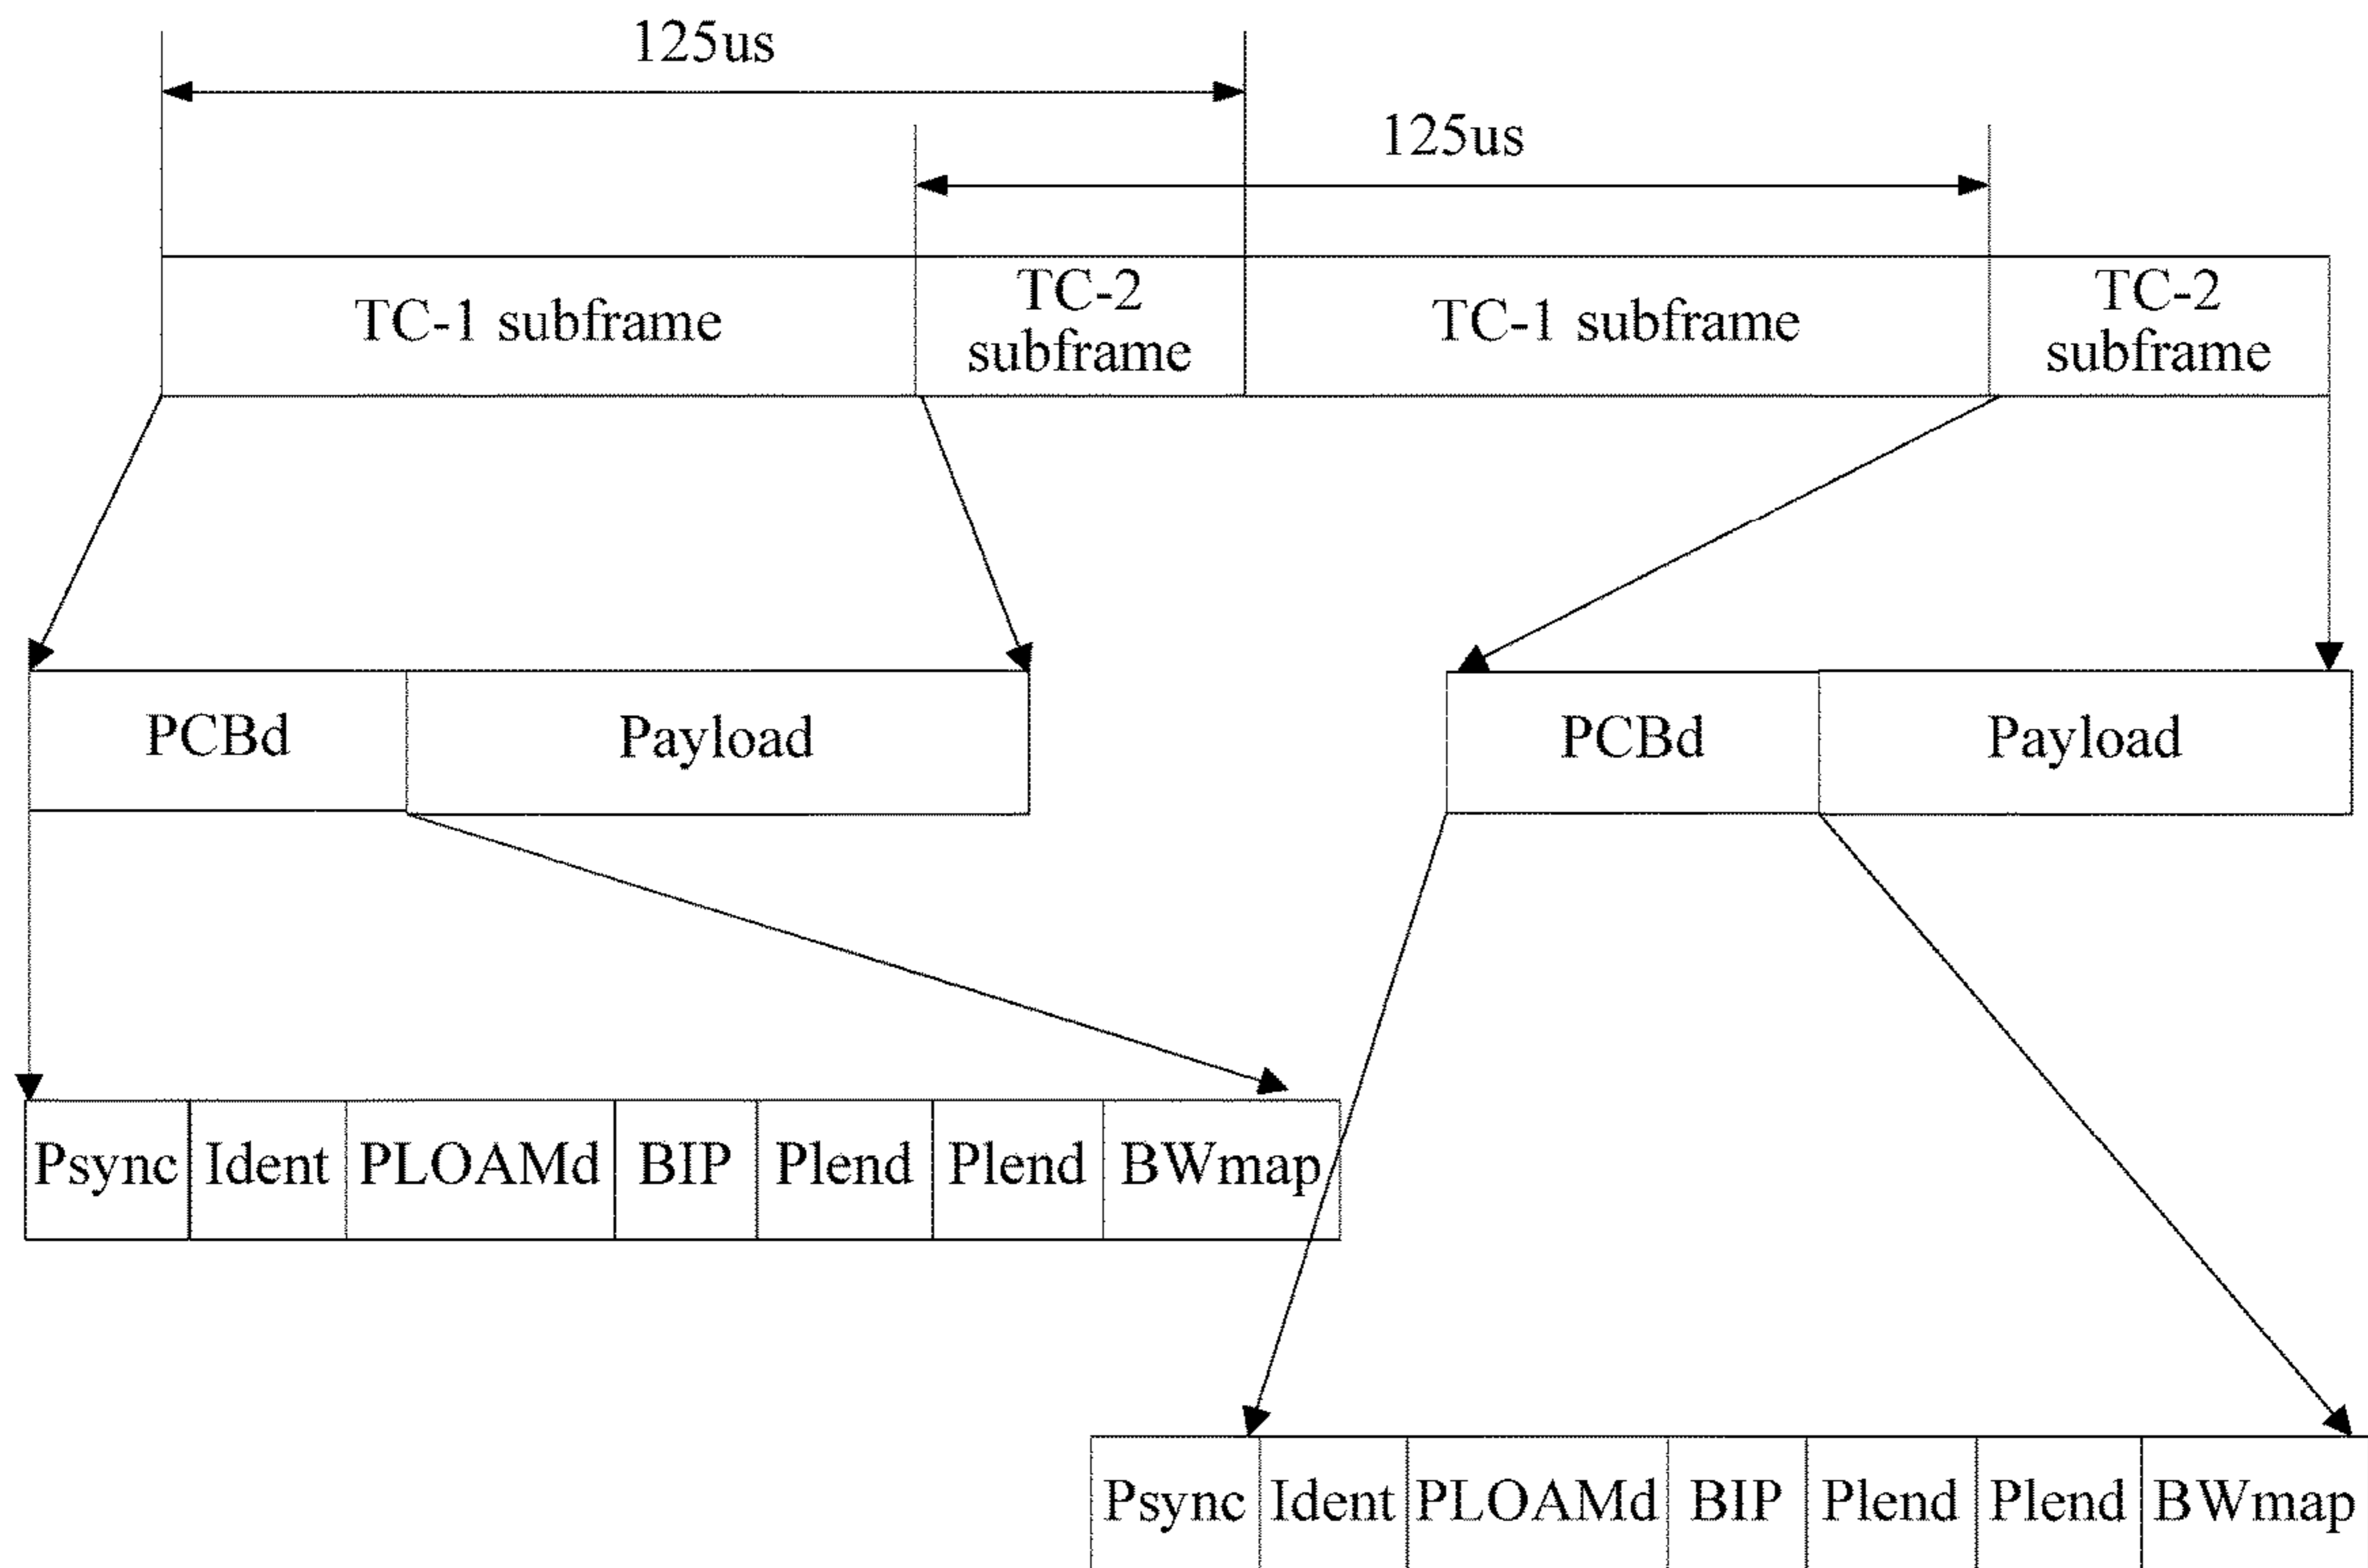 125us
125us
TC-1 subframe
TC-2
subframe
TC-1 subframe
TC-2
subframe
PCBd
Payload
PCBd
Payload
Psync
Ident
PLOAMd
BIP
Plend
Plend
BWmap
Psync
Ident
PLOAMd
BIP
Plend
Plend
BWmap